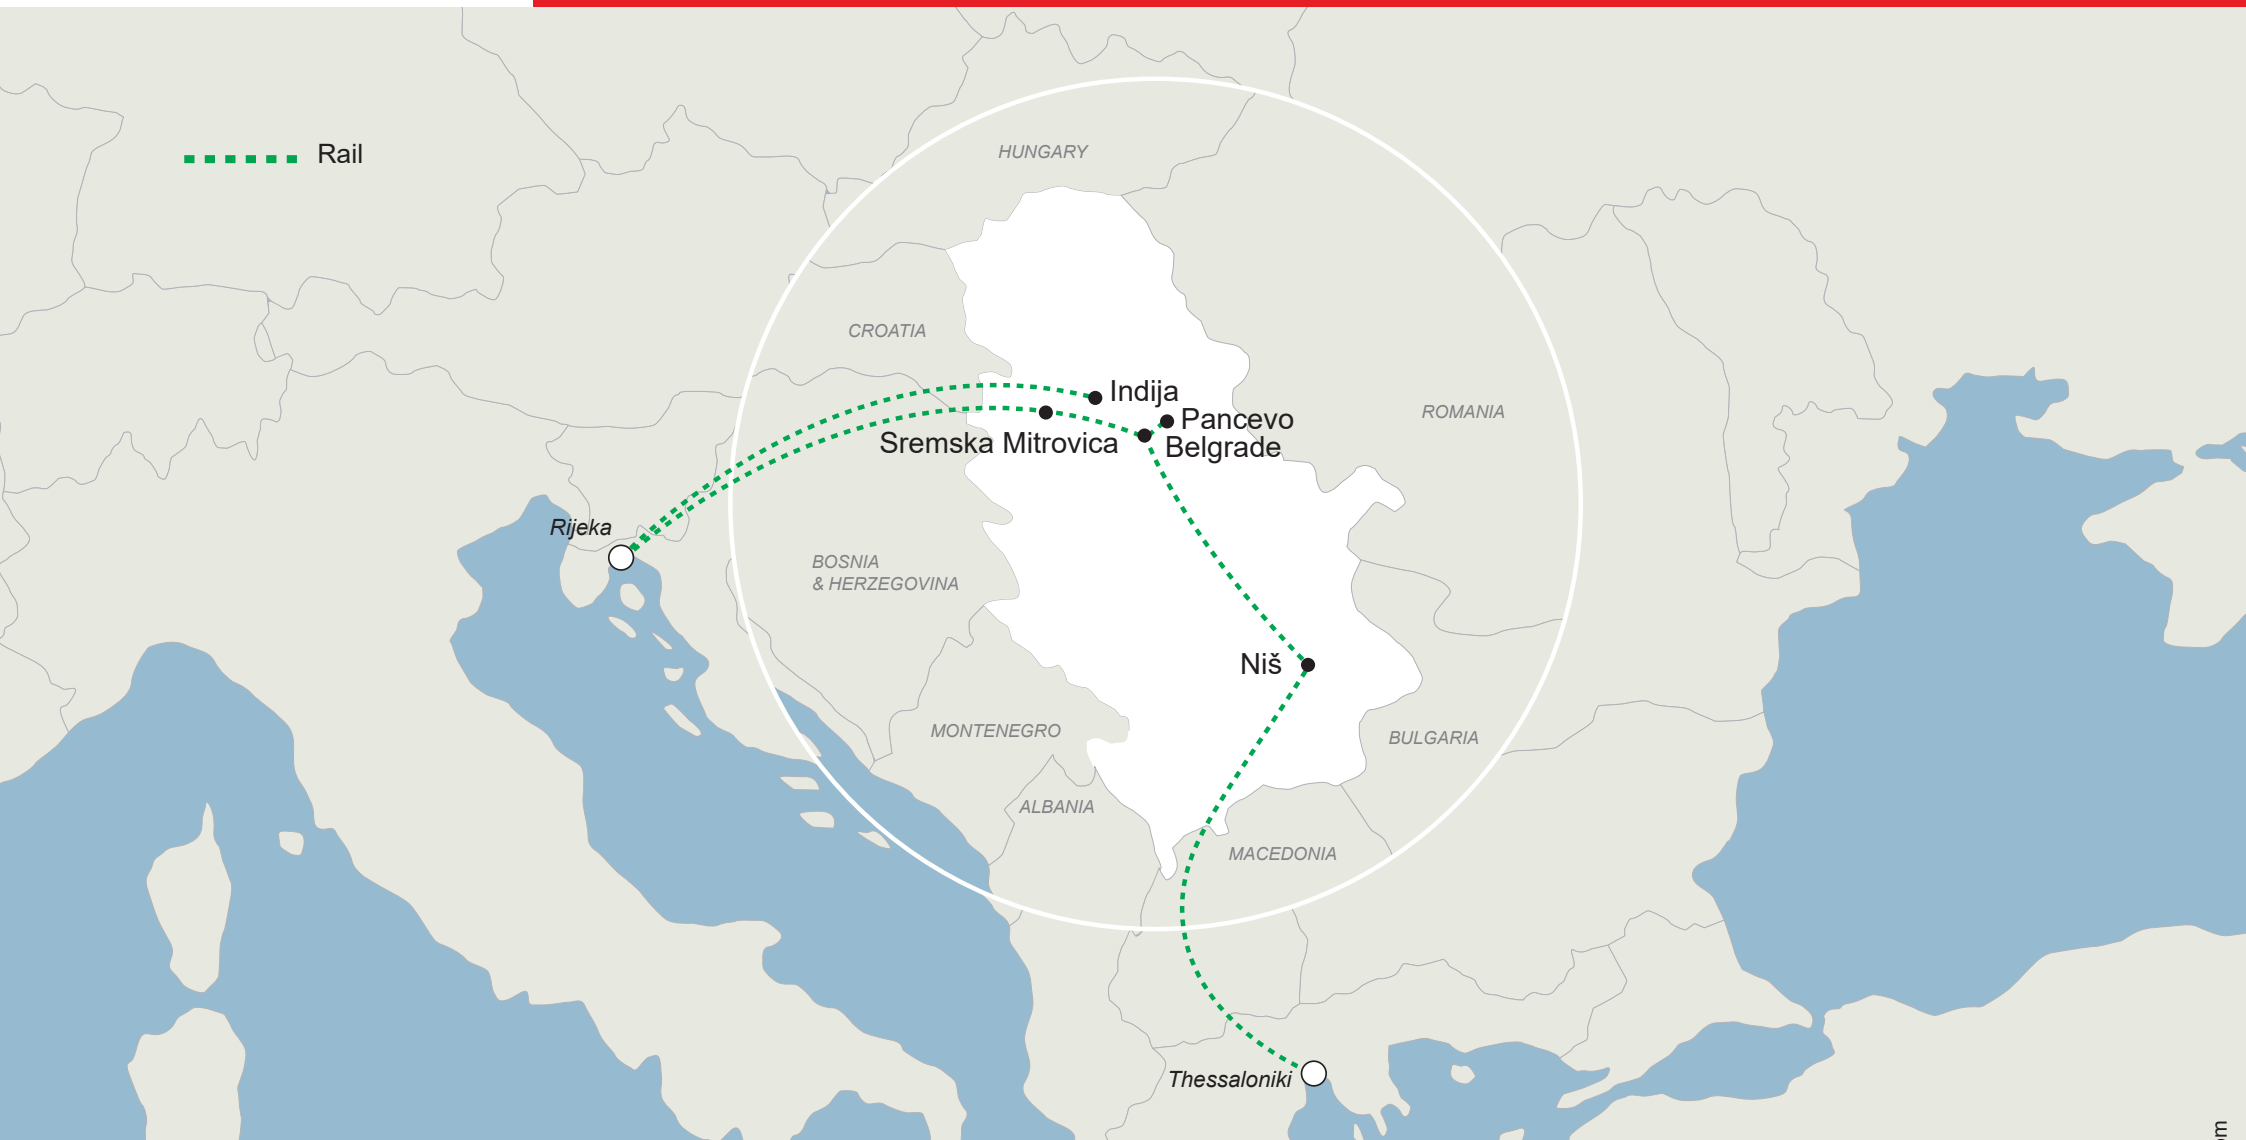 Rail
HUNGARY
CROATIA
Indija
ROMANIA
Pancevo
Sremska Mitrovica
Belgrade
Rijeka
BOSNIA
& HERZEGOVINA
Niš
MONTENEGRO
BULGARIA
ALBANIA
MACEDONIA
Thessaloniki